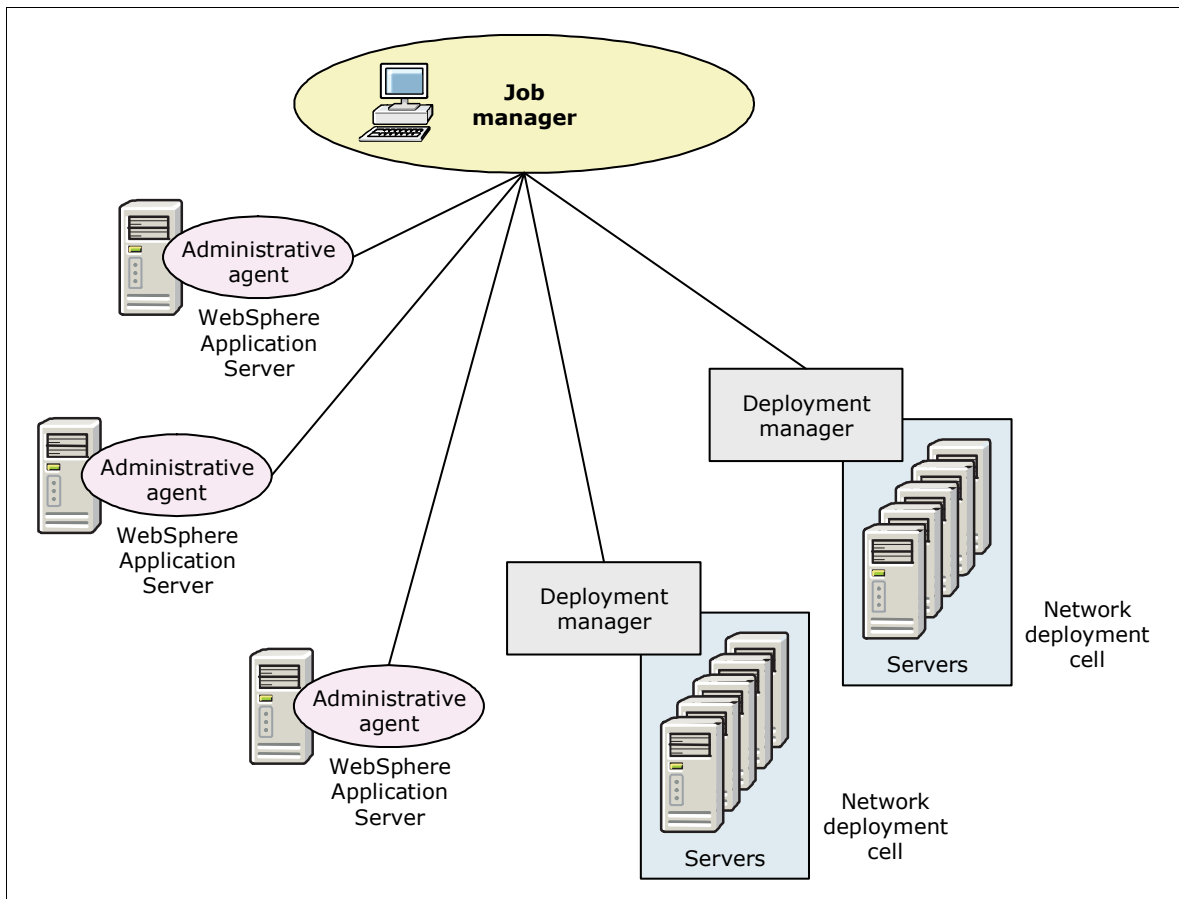 Job
manager
Administrative
agent
WebSphere
Application
Server
Administrative
agent
WebSphere
Application
Server
Administrative
agent
WebSphere
Application
Server
Deployment
manager
Servers
Network
deployment
cell
Deployment
manager
Servers
Network
deployment
cell